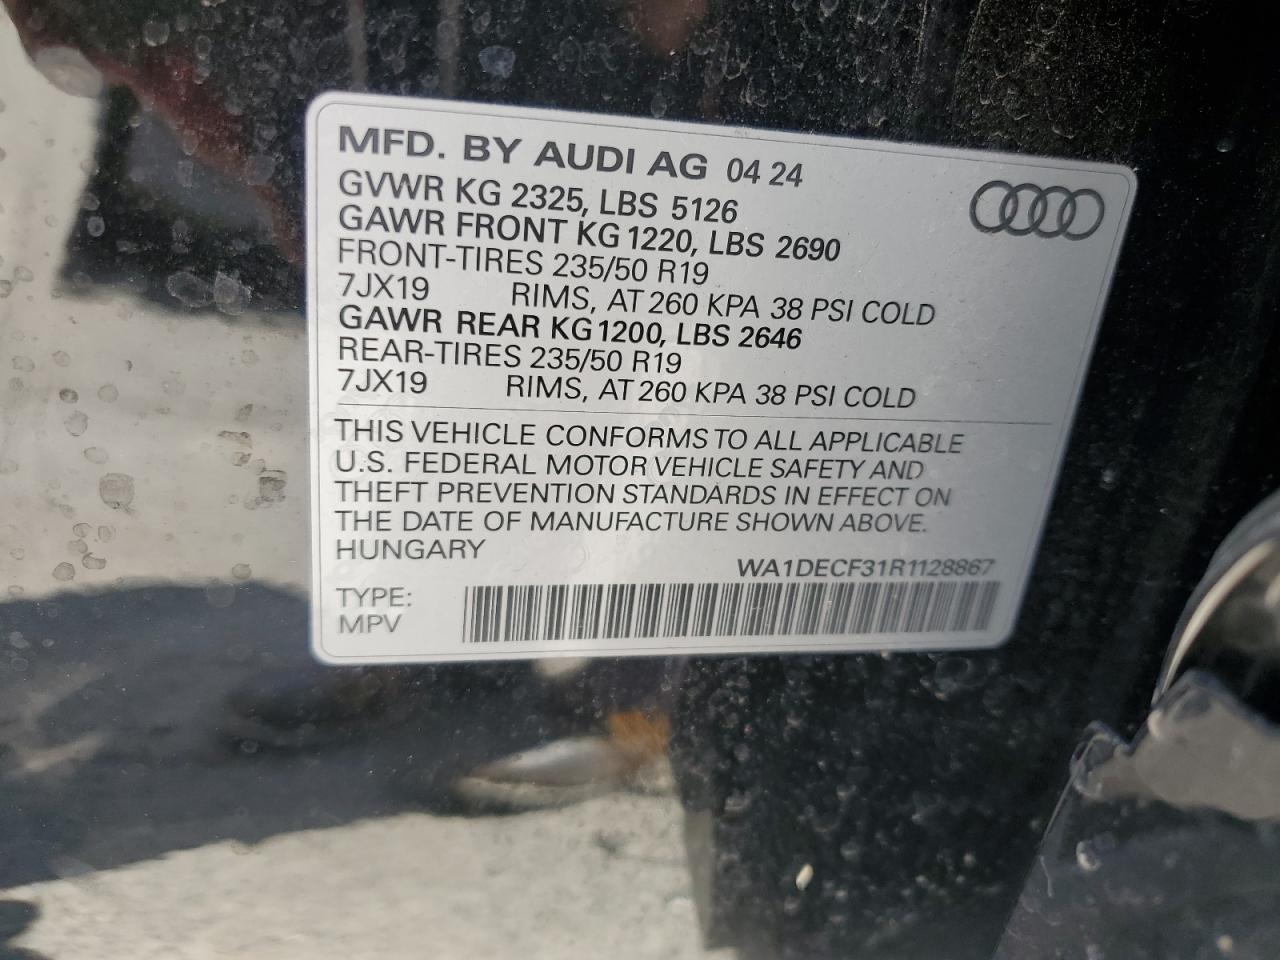 MFD. BY AUDI AG 04 24
GVWR KG 2325, LBS 5126
GAWR FRONT KG 1220, LBS 2690
FRONT-TIRES 235/50 R19
7JX19 RIMS, AT 260 KPA 38 PSI COLD
GAWR REAR KG 1200, LBS 2646
REAR-TIRES 235/50 R19
7JX19 RIMS, AT 260 KPA 38 PSI COLD
THIS VEHICLE CONFORMS TO ALL APPLICABLE
U.S. FEDERAL MOTOR VEHICLE SAFETY AND
THEFT PREVENTION STANDARDS IN EFFECT ON
THE DATE OF MANUFACTURE SHOWN ABOVE.
HUNGARY
WA1DECF31R1128867
TYPE:
MPV